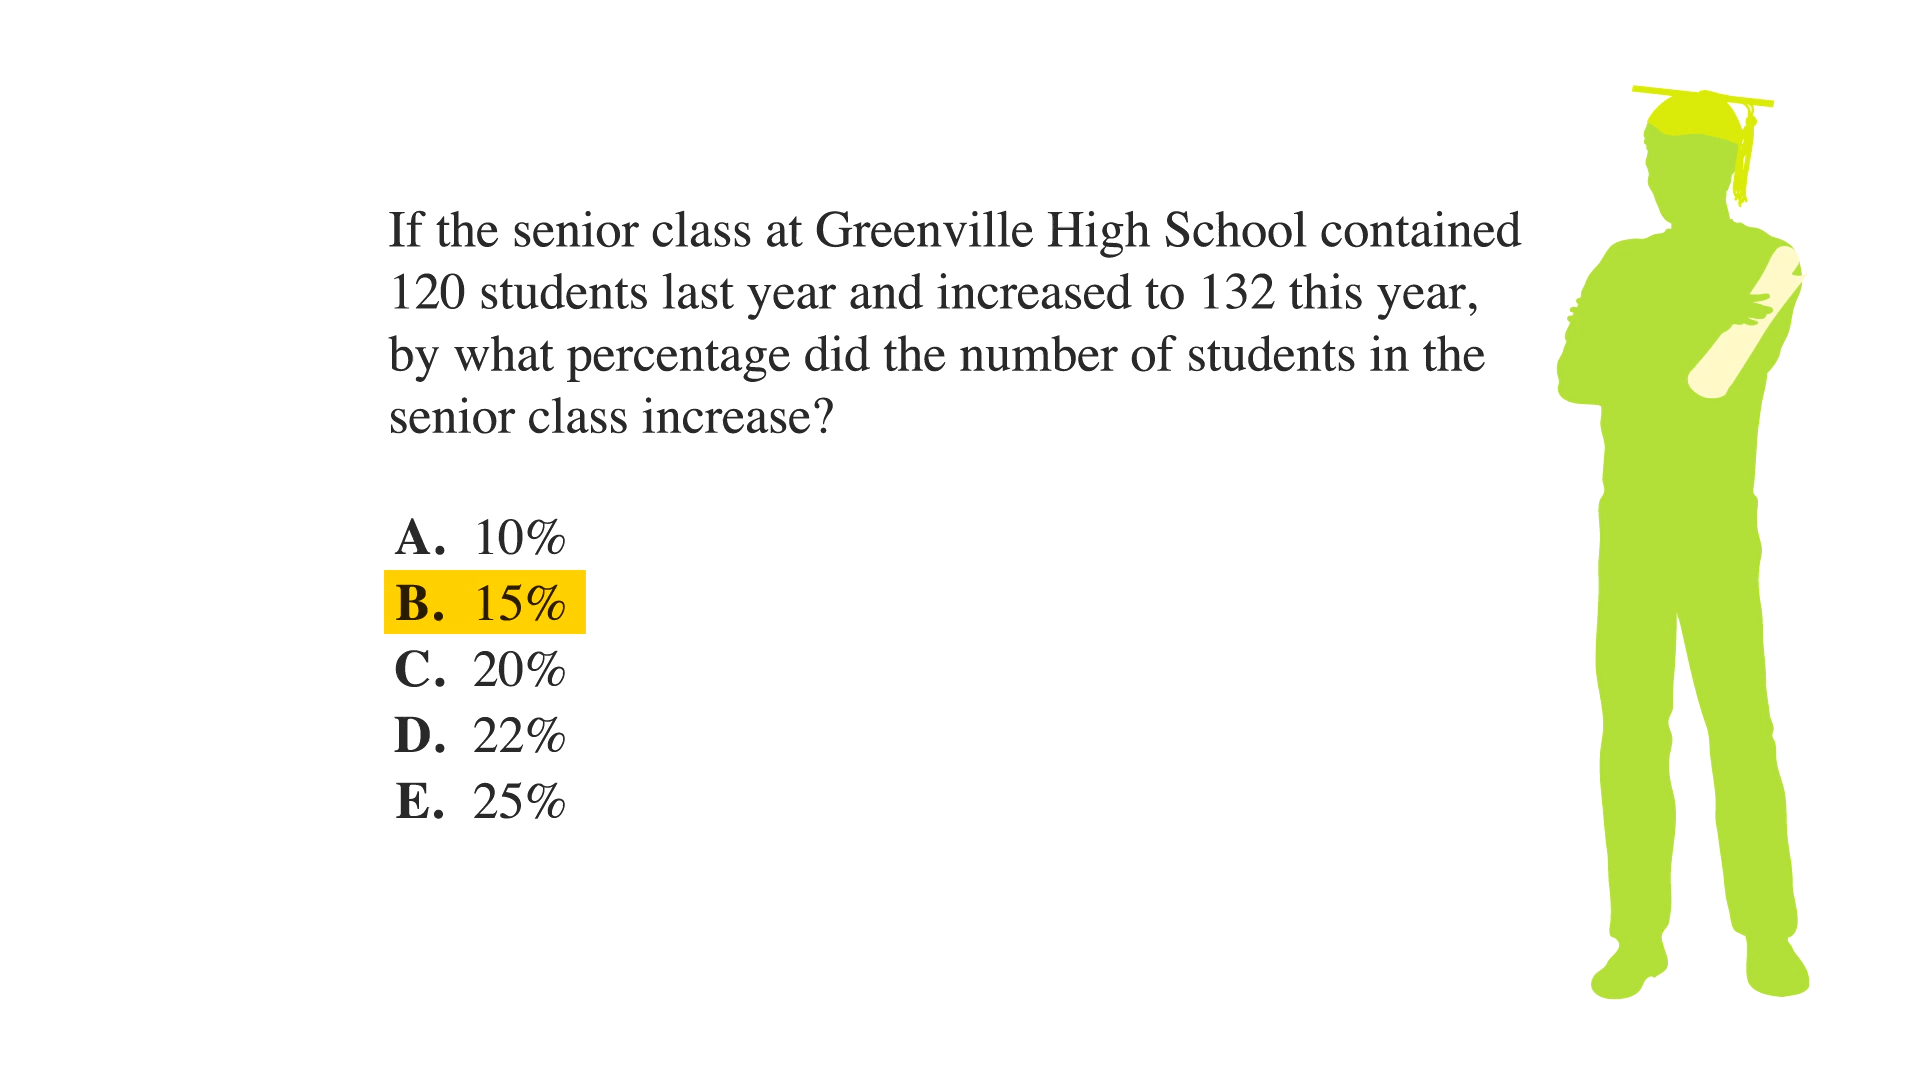 If the senior class at Greenville High School contained
120 students last year and increased to 132 this year,
by what percentage did the number of students in the
senior class increase?
A. 10%
B. 15%
C. 20%
D. 22%
E. 25%